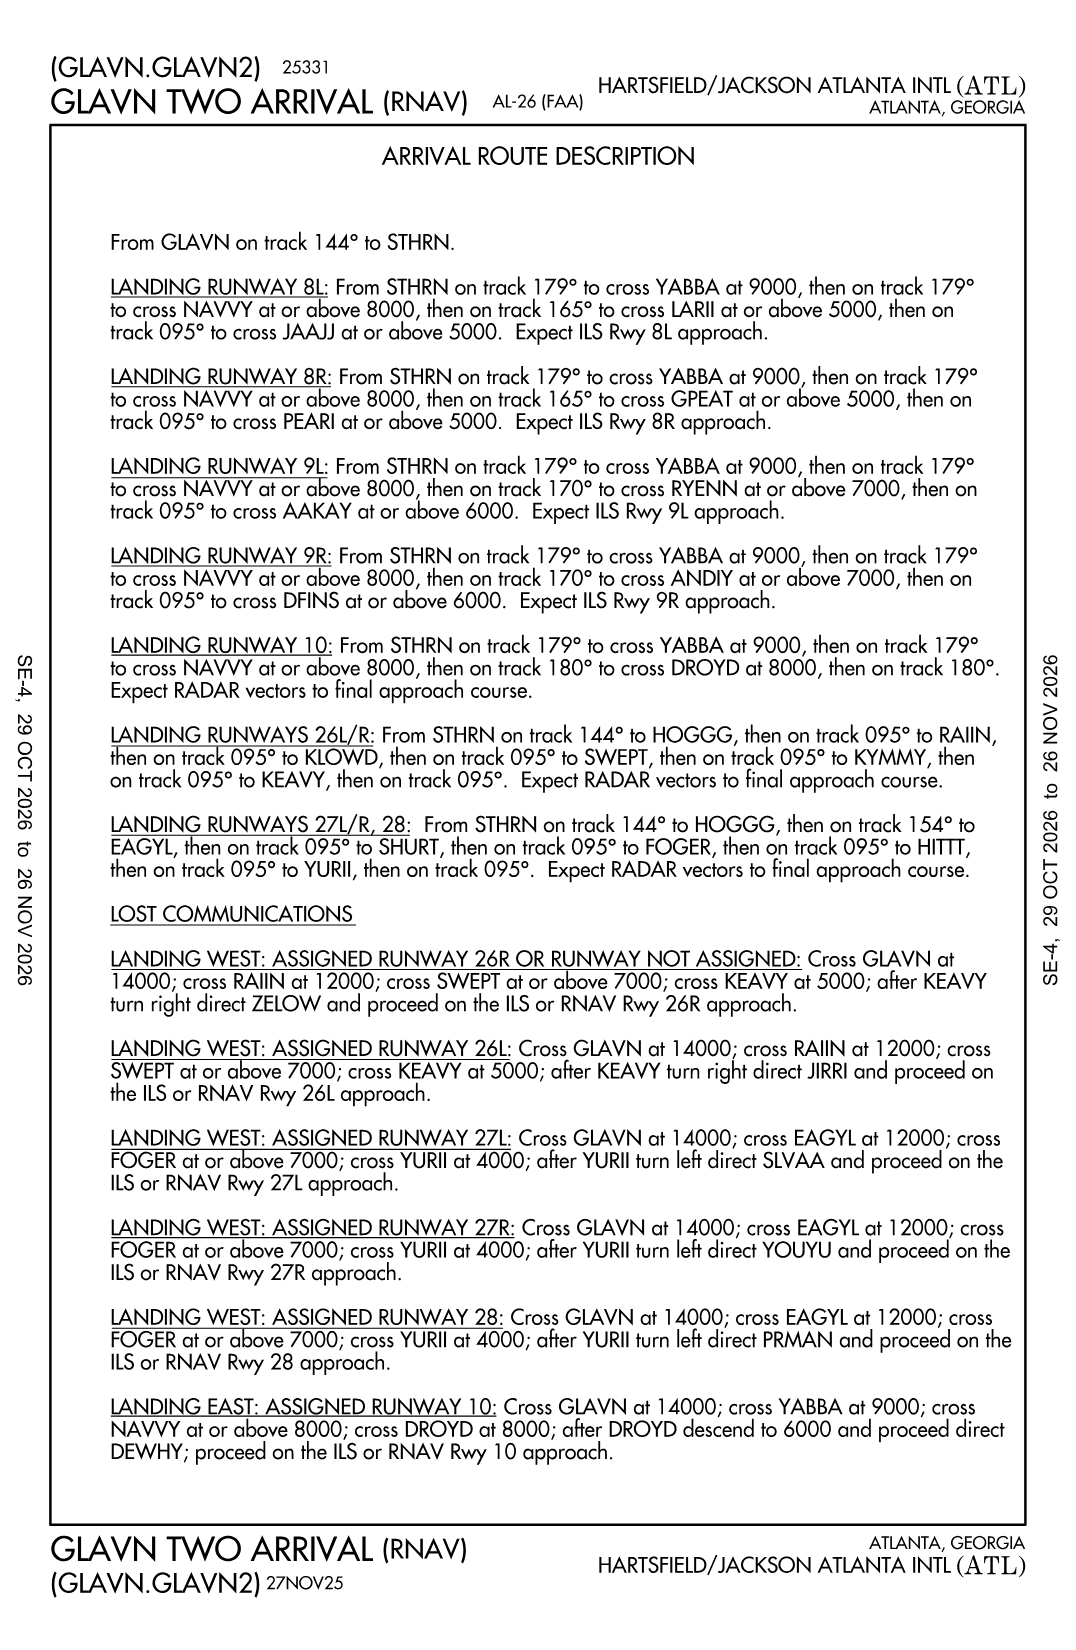 (GLAVN.GLAVN2) 25331
GLAVN TWO ARRIVAL (RNAV) AL-26 (FAA)
HARTSFIELD/JACKSON ATLANTA INTL (ATL)
ATLANTA, GEORGIA
ARRIVAL ROUTE DESCRIPTION
From GLAVN on track 144° to STHRN.
LANDING RUNWAY 8L: From STHRN on track 179° to cross YABBA at 9000, then on track 179°
to cross NAVVY at or above 8000, then on track 165° to cross LARII at or above 5000, then on
track 095° to cross JAAJJ at or above 5000. Expect ILS Rwy 8L approach.
LANDING RUNWAY 8R: From STHRN on track 179° to cross YABBA at 9000, then on track 179°
to cross NAVVY at or above 8000, then on track 165° to cross GPEAT at or above 5000, then on
track 095° to cross PEARI at or above 5000. Expect ILS Rwy 8R approach.
LANDING RUNWAY 9L: From STHRN on track 179° to cross YABBA at 9000, then on track 179°
to cross NAVVY at or above 8000, then on track 170° to cross RYENN at or above 7000, then on
track 095° to cross AAKAY at or above 6000. Expect ILS Rwy 9L approach.
LANDING RUNWAY 9R: From STHRN on track 179° to cross YABBA at 9000, then on track 179°
to cross NAVVY at or above 8000, then on track 170° to cross ANDIY at or above 7000, then on
track 095° to cross DFINS at or above 6000. Expect ILS Rwy 9R approach.
LANDING RUNWAY 10: From STHRN on track 179° to cross YABBA at 9000, then on track 179°
to cross NAVVY at or above 8000, then on track 180° to cross DROYD at 8000, then on track 180°.
Expect RADAR vectors to final approach course.
LANDING RUNWAYS 26L/R: From STHRN on track 144° to HOGGG, then on track 095° to RAIIN,
then on track 095° to KLOWD, then on track 095° to SWEPT, then on track 095° to KYMMY, then
on track 095° to KEAVY, then on track 095°. Expect RADAR vectors to final approach course.
LANDING RUNWAYS 27L/R, 28: From STHRN on track 144° to HOGGG, then on track 154° to
EAGYL, then on track 095° to SHURT, then on track 095° to FOGER, then on track 095° to HITTT,
then on track 095° to YURII, then on track 095°. Expect RADAR vectors to final approach course.
LOST COMMUNICATIONS
LANDING WEST: ASSIGNED RUNWAY 26R OR RUNWAY NOT ASSIGNED: Cross GLAVN at
14000; cross RAIIN at 12000; cross SWEPT at or above 7000; cross KEAVY at 5000; after KEAVY
turn right direct ZELOW and proceed on the ILS or RNAV Rwy 26R approach.
LANDING WEST: ASSIGNED RUNWAY 26L: Cross GLAVN at 14000; cross RAIIN at 12000; cross
SWEPT at or above 7000; cross KEAVY at 5000; after KEAVY turn right direct JIRRI and proceed on
the ILS or RNAV Rwy 26L approach.
LANDING WEST: ASSIGNED RUNWAY 27L: Cross GLAVN at 14000; cross EAGYL at 12000; cross
FOGER at or above 7000; cross YURII at 4000; after YURII turn left direct SLVAA and proceed on the
ILS or RNAV Rwy 27L approach.
LANDING WEST: ASSIGNED RUNWAY 27R: Cross GLAVN at 14000; cross EAGYL at 12000; cross
FOGER at or above 7000; cross YURII at 4000; after YURII turn left direct YOUYU and proceed on the
ILS or RNAV Rwy 27R approach.
LANDING WEST: ASSIGNED RUNWAY 28: Cross GLAVN at 14000; cross EAGYL at 12000; cross
FOGER at or above 7000; cross YURII at 4000; after YURII turn left direct PRMAN and proceed on the
ILS or RNAV Rwy 28 approach.
LANDING EAST: ASSIGNED RUNWAY 10: Cross GLAVN at 14000; cross YABBA at 9000; cross
NAVVY at or above 8000; cross DROYD at 8000; after DROYD descend to 6000 and proceed direct
DEWHY; proceed on the ILS or RNAV Rwy 10 approach.
SE-4, 29 OCT 2026 to 26 NOV 2026
SE-4, 29 OCT 2026 to 26 NOV 2026
GLAVN TWO ARRIVAL (RNAV)
(GLAVN.GLAVN2) 27NOV25
ATLANTA, GEORGIA
HARTSFIELD/JACKSON ATLANTA INTL (ATL)